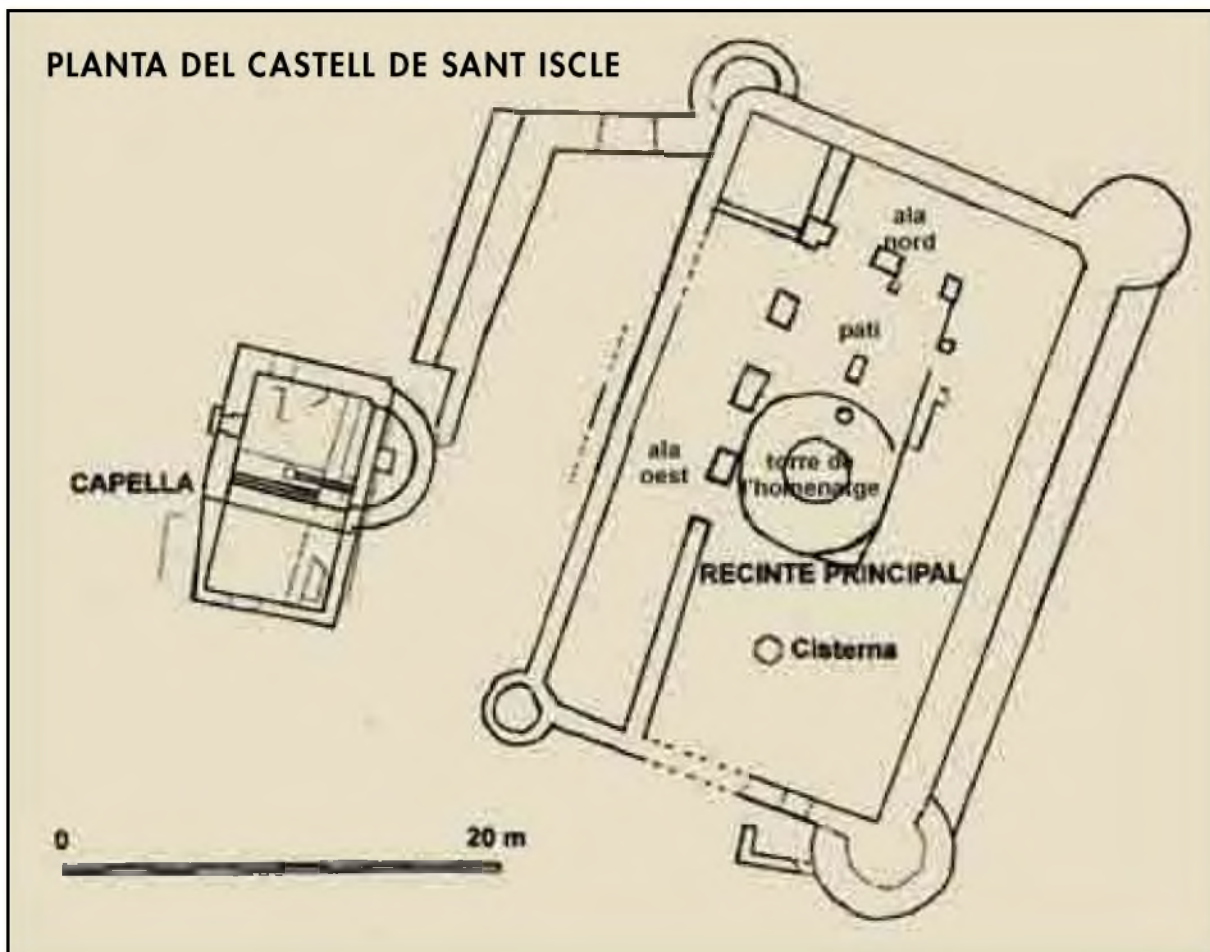 PLANTA DEL CASTELL DE SANT ISCLE
ala
nord
pati
ala
oest
torre de
l'homenatge
CAPELLA
RECINTE PRINCIPAL
Cisterna
0
20 m